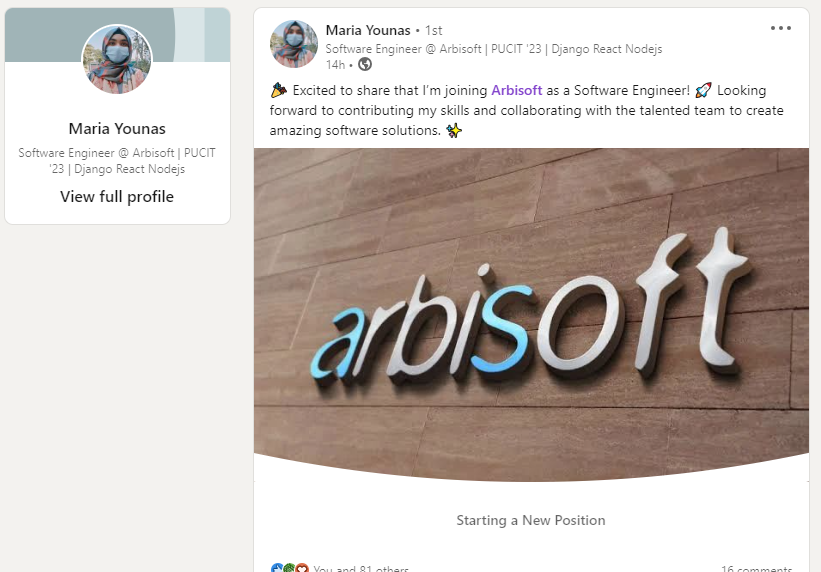 Maria Younas
Software Engineer @ Arbisoft | PUCIT
'23 | Django React Nodejs
View full profile
Maria Younas • 1st
Software Engineer @ Arbisoft | PUCIT '23 | Django React Nodejs
14h •
🎉 Excited to share that I'm joining Arbisoft as a Software Engineer! 🚀 Looking
forward to contributing my skills and collaborating with the talented team to create
amazing software solutions. ✨
arbisoft
Starting a New Position
You and 81 others
16 comments